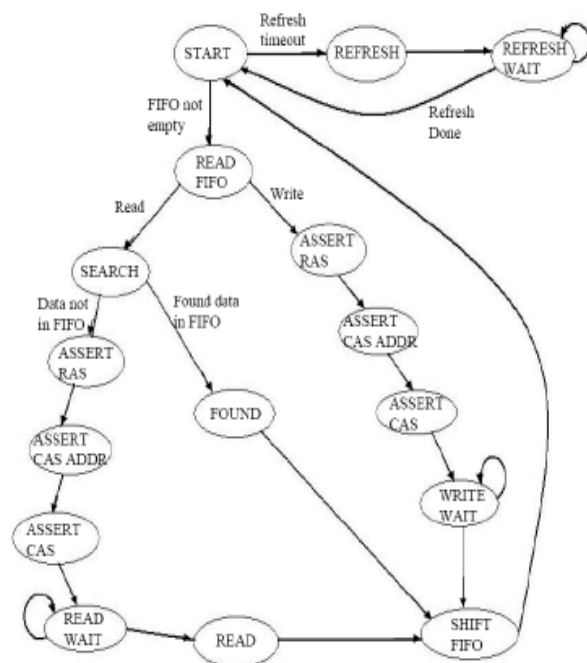 Refresh
timeout
START
REFRESH
REFRESH
WAIT
FIFO not
empty
Refresh
Done
READ
FIFO
Read
Write
ASSERT
RAS
SEARCH
Data not
in FIFO
Found data
in FIFO
ASSERT
CAS ADDR
ASSERT
RAS
ASSERT
CAS
FOUND
ASSERT
CAS ADDR
WRITE
WAIT
ASSERT
CAS
READ
WAIT
READ
SHIFT
FIFO